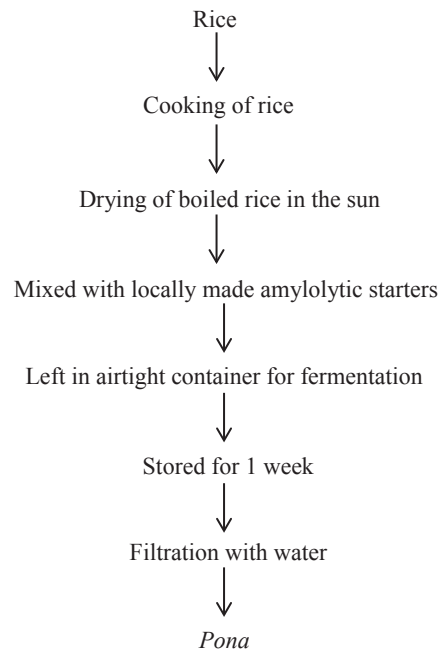 Rice
Cooking of rice
Drying of boiled rice in the sun
Mixed with locally made amylolytic starters
Left in airtight container for fermentation
Stored for 1 week
Filtration with water
Pona